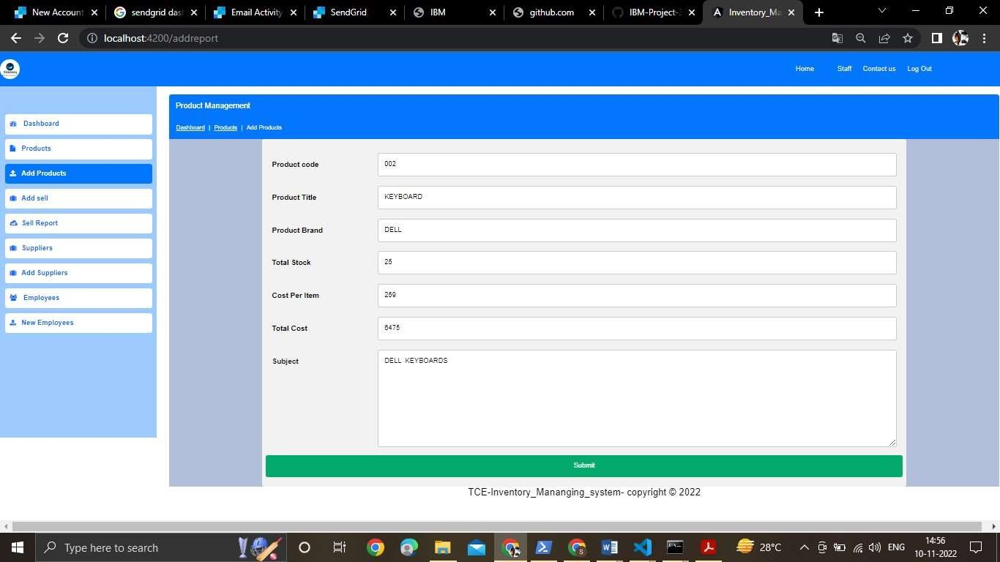 New Account
sendgrid das
Email Activity
SendGrid
IBM
github.com
IBM-Project-3
Inventory_Ma
localhost:4200/addreport
Home Staff Contact us Log Out
Product Management
Dashboard | Products | Add Products
Dashboard
Products
Add Products
Add sell
Sell Report
Suppliers
Add Suppliers
Employees
New Employees
Product code 002
Product Title KEYBOARD
Product Brand DELL
Total Stock 25
Cost Per Item 259
Total Cost 6475
Subject DELL KEYBOARDS
Submit
TCE-Inventory_Mananging_system- copyright © 2022
Type here to search
28°C
ENG
14:56
10-11-2022